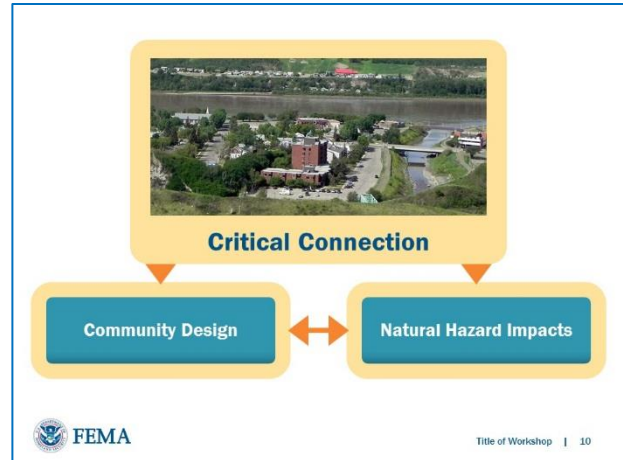 Critical Connection
Community Design
Natural Hazard Impacts
FEMA
Title of Workshop | 10